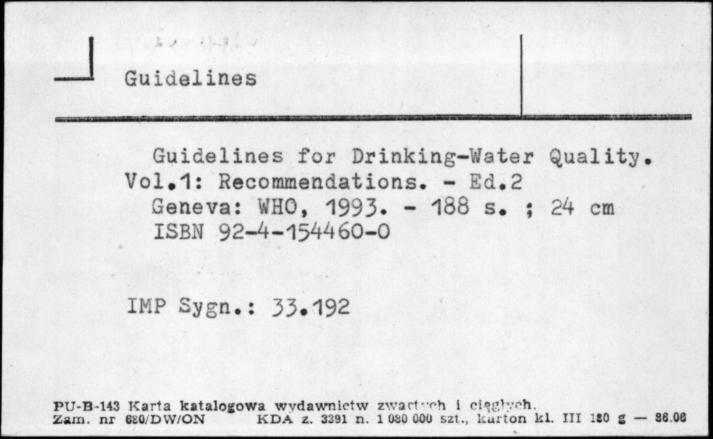 Guidelines
Guidelines for Drinking-Water Quality.
Vol.1: Recommendations. - Ed.2
Geneva: WHO, 1993. - 188 s. ; 24 cm
ISBN 92-4-154460-0
IMP Sygn.: 33.192
PU-B-143 Karta katalogowa wydawnictw zwartych i ciągłych.
Zam. nr 680/DW/ON KDA z. 3391 n. 1 080 000 szt., karton kl. III 180 g — 86.06